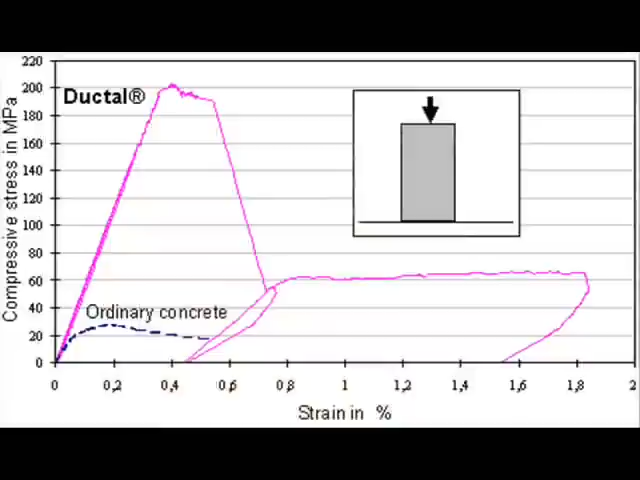 Compressive stress in MPa
220
200
180
160
140
120
100
80
60
40
20
0
Ductal®
Ordinary concrete
0 0,2 0,4 0,6 0,8 1 1,2 1,4 1,6 1,8 2
Strain in %